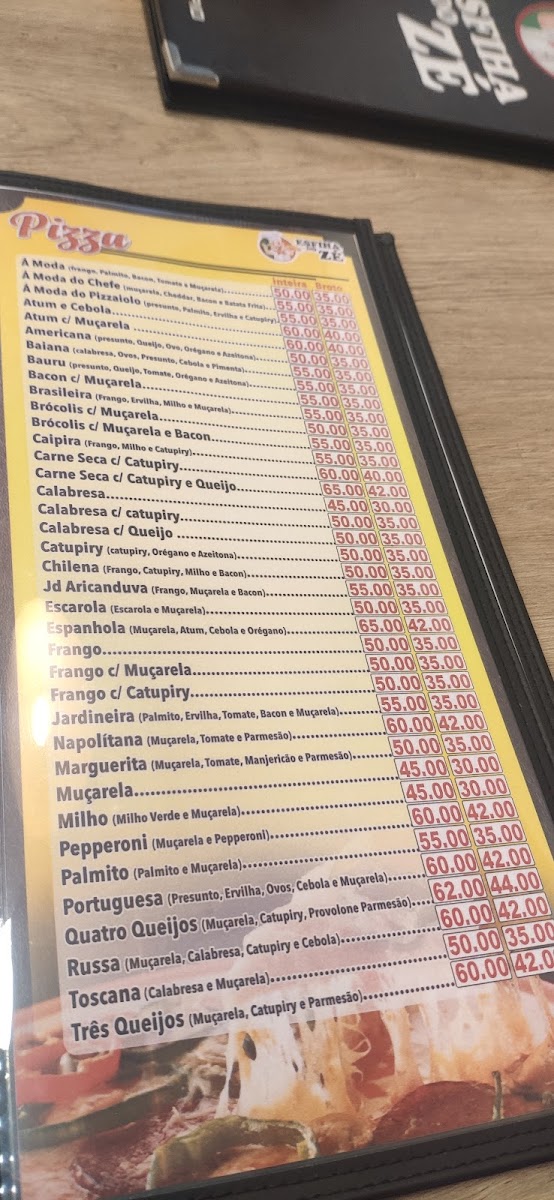 ESFIHA
DO
ZÉ
Pizza
ESFIHA
DO
ZÉ
Inteira Broto
À Moda (frango, Palmito, Bacon, Tomate e Muçarela) 50.00 35.00
À Moda do Chefe (muçarela, Cheddar, Bacon e Batata Frita) 55.00 35.00
À Moda do Pizzaiolo (presunto, Palmito, Ervilha e Catupiry) 55.00 35.00
Atum e Cebola 60.00 40.00
Atum c/ Muçarela 60.00 40.00
Americana (presunto, Queijo, Ovo, Orégano e Azeitona) 50.00 35.00
Baiana (calabresa, Ovos, Presunto, Cebola e Pimenta) 55.00 35.00
Bauru (presunto, Queijo, Tomate, Orégano e Azeitona) 55.00 35.00
Bacon c/ Muçarela 55.00 35.00
Brasileira (Frango, Ervilha, Milho e Muçarela) 55.00 35.00
Brócolis c/ Muçarela 50.00 35.00
Brócolis c/ Muçarela e Bacon 55.00 35.00
Caipira (Frango, Milho e Catupiry) 55.00 35.00
Carne Seca c/ Catupiry 60.00 40.00
Carne Seca c/ Catupiry e Queijo 65.00 42.00
Calabresa 45.00 30.00
Calabresa c/ catupiry 50.00 35.00
Calabresa c/ Queijo 50.00 35.00
Catupiry (catupiry, Orégano e Azeitona) 50.00 35.00
Chilena (Frango, Catupiry, Milho e Bacon) 50.00 35.00
Jd Aricanduva (Frango, Muçarela e Bacon) 55.00 35.00
Escarola (Escarola e Muçarela) 50.00 35.00
Espanhola (Muçarela, Atum, Cebola e Orégano) 65.00 42.00
Frango 50.00 35.00
Frango c/ Muçarela 50.00 35.00
Frango c/ Catupiry 50.00 35.00
Jardineira (Palmito, Ervilha, Tomate, Bacon e Muçarela) 55.00 35.00
Napolítana (Muçarela, Tomate e Parmesão) 60.00 42.00
Marguerita (Muçarela, Tomate, Manjericão e Parmesão) 50.00 35.00
Muçarela 45.00 30.00
Milho (Milho Verde e Muçarela) 45.00 30.00
Pepperoni (Muçarela e Pepperoni) 60.00 42.00
Palmito (Palmito e Muçarela) 55.00 35.00
Portuguesa (Presunto, Ervilha, Ovos, Cebola e Muçarela) 60.00 42.00
Quatro Queijos (Muçarela, Catupiry, Provolone Parmesão) 62.00 44.00
Russa (Muçarela, Calabresa, Catupiry e Cebola) 60.00 42.00
Toscana (Calabresa e Muçarela) 50.00 35.00
Três Queijos (Muçarela, Catupiry e Parmesão) 60.00 42.0